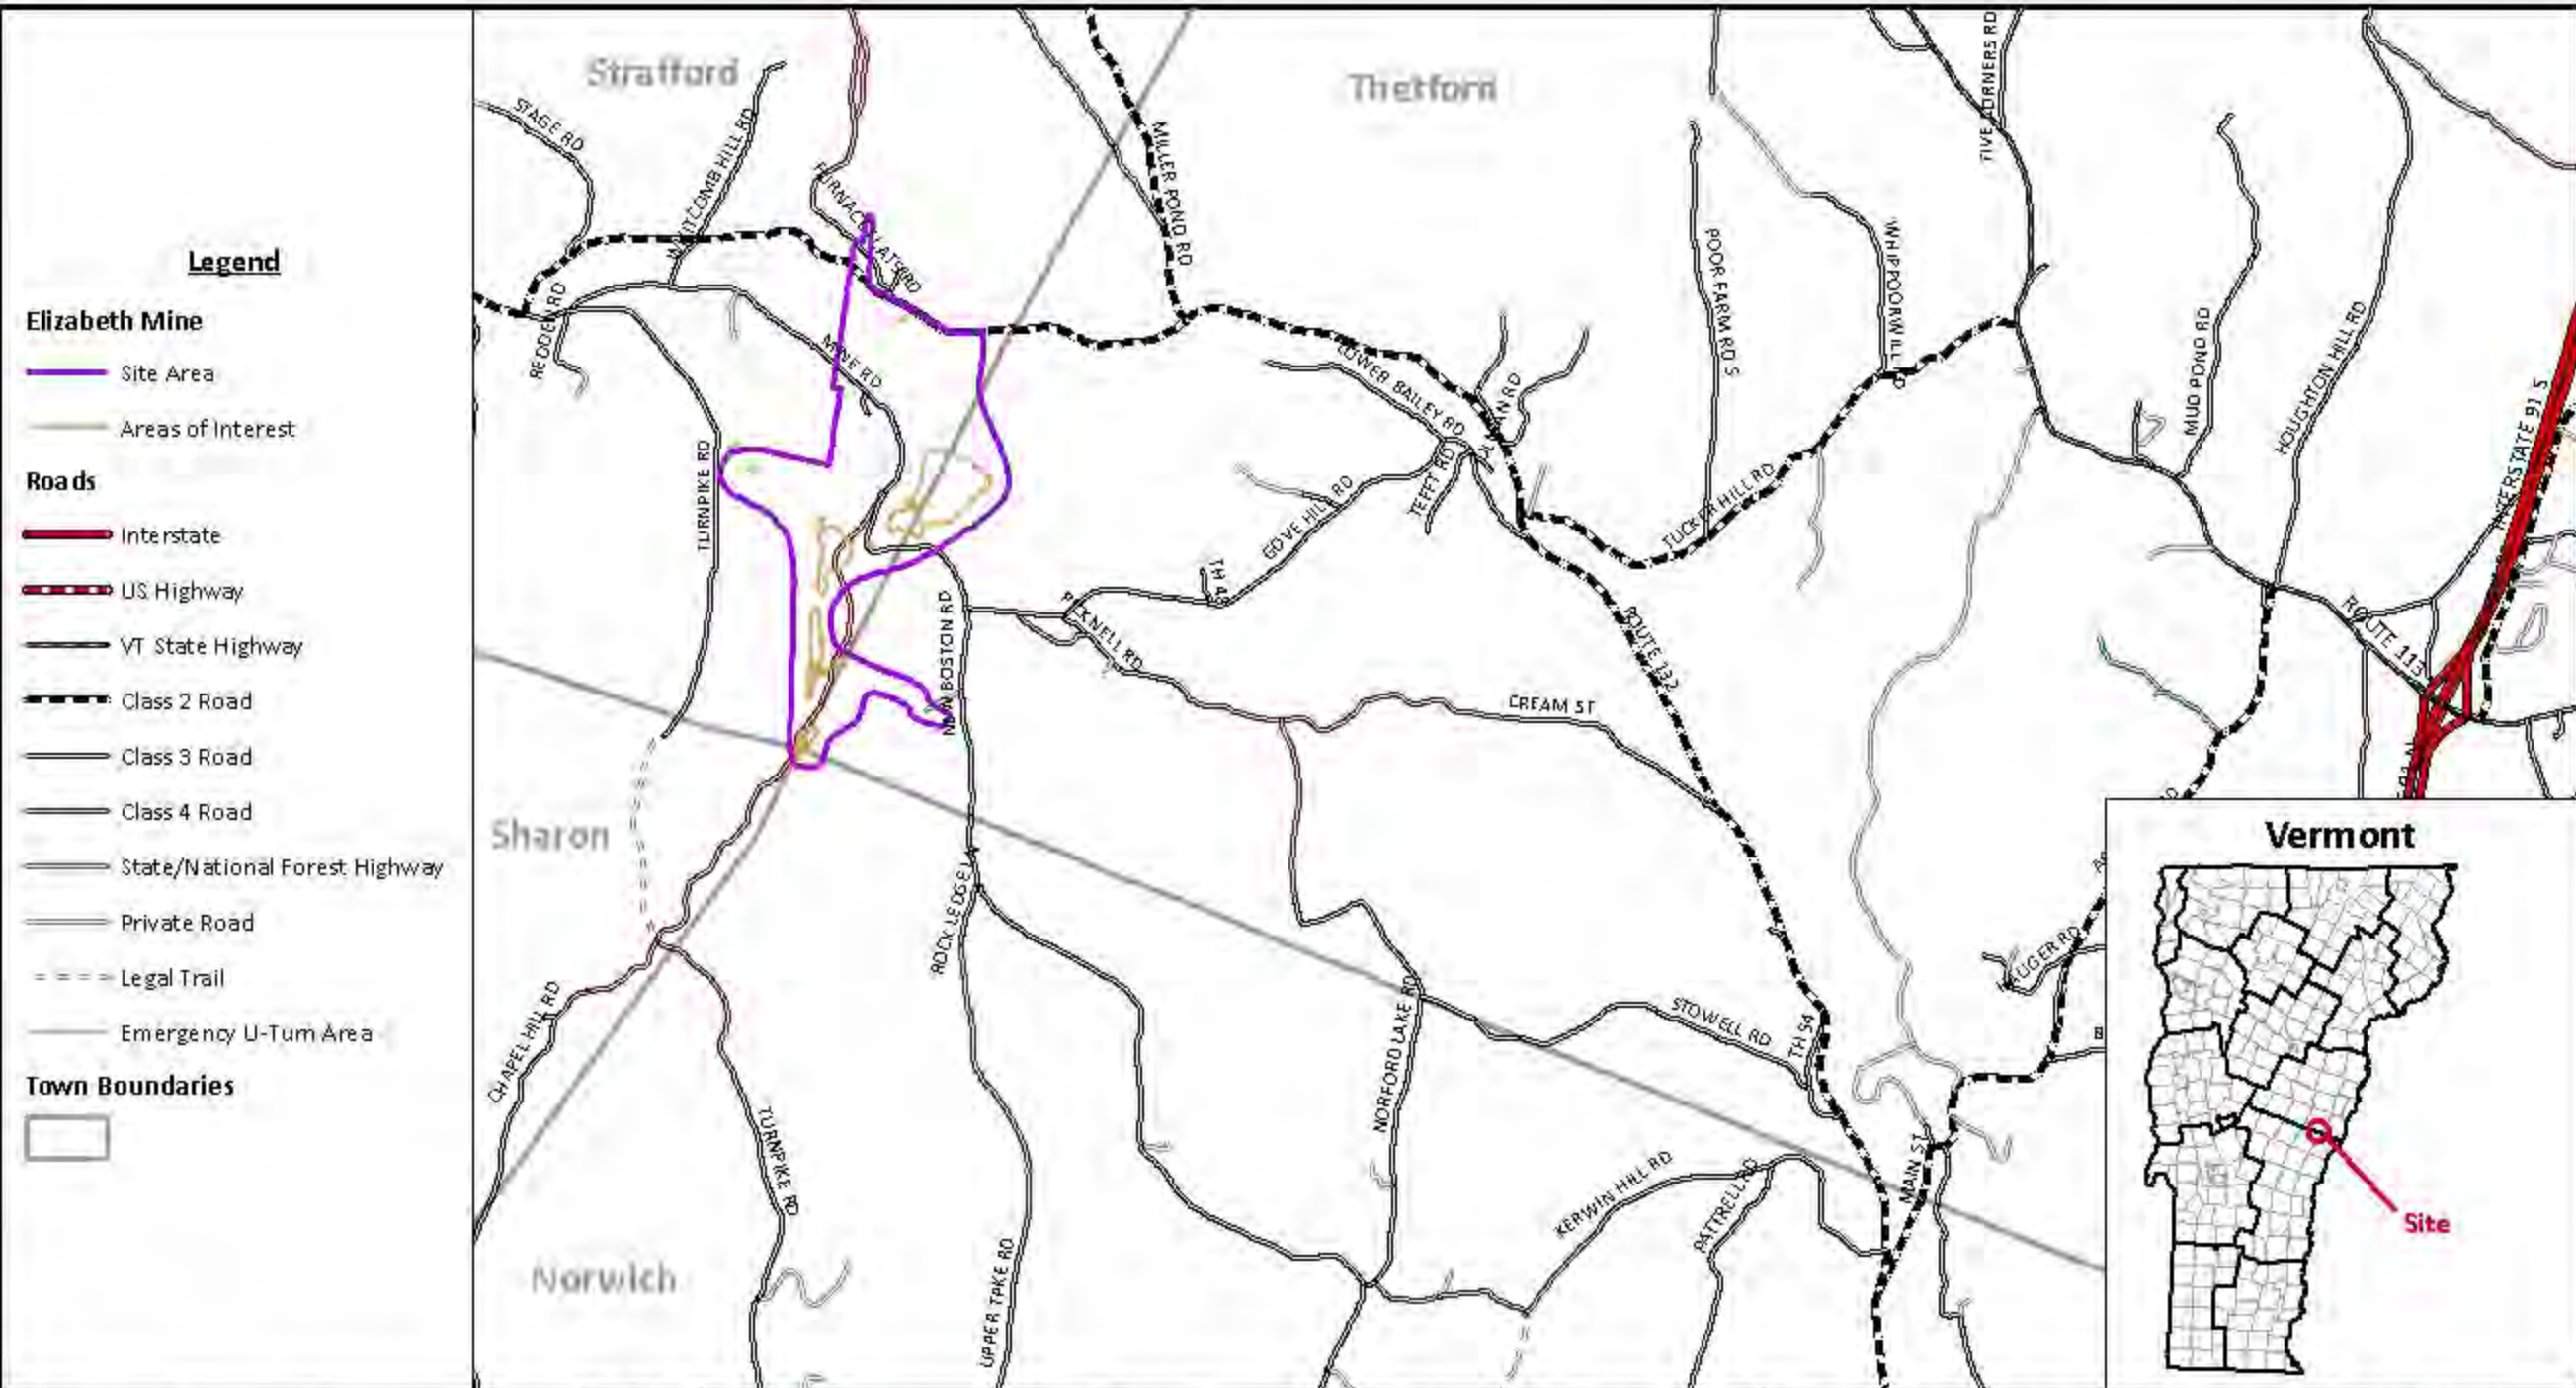 Legend
Elizabeth Mine
Site Area
Areas of Interest
Roads
Interstate
US Highway
VT State Highway
Class 2 Road
Class 3 Road
Class 4 Road
State/National Forest Highway
Private Road
Legal Trail
Emergency U-Turn Area
Town Boundaries
Strafford
Thetford
Sharon
Norwich
STAGE RD
WHITCOMB HILL RD
MILLER POND RD
FIVE CORNERS RD
POOR FARM RD S
WHIPPOORWILL
MUD POND RD
HOUGHTON HILL RD
INTERSTATE 91 S
REDDEN RD
MINE RD
TURNPIKE RD
LOWER BAILEY RD
TEFFT RD
GOVE HILL RD
TUCKER HILL RD
TH 49
PICKNELL RD
NEW BOSTON RD
ROUTE 132
ROUTE 113
CREAM ST
ROCK LEDGE LA
CHAPEL HILL RD
TURNPIKE RD
UPPER TPKE RD
NORFORD LAKE RD
STOWELL RD
TH 54
KERWIN HILL RD
PATTRELL RD
MAIN ST
Vermont
Site